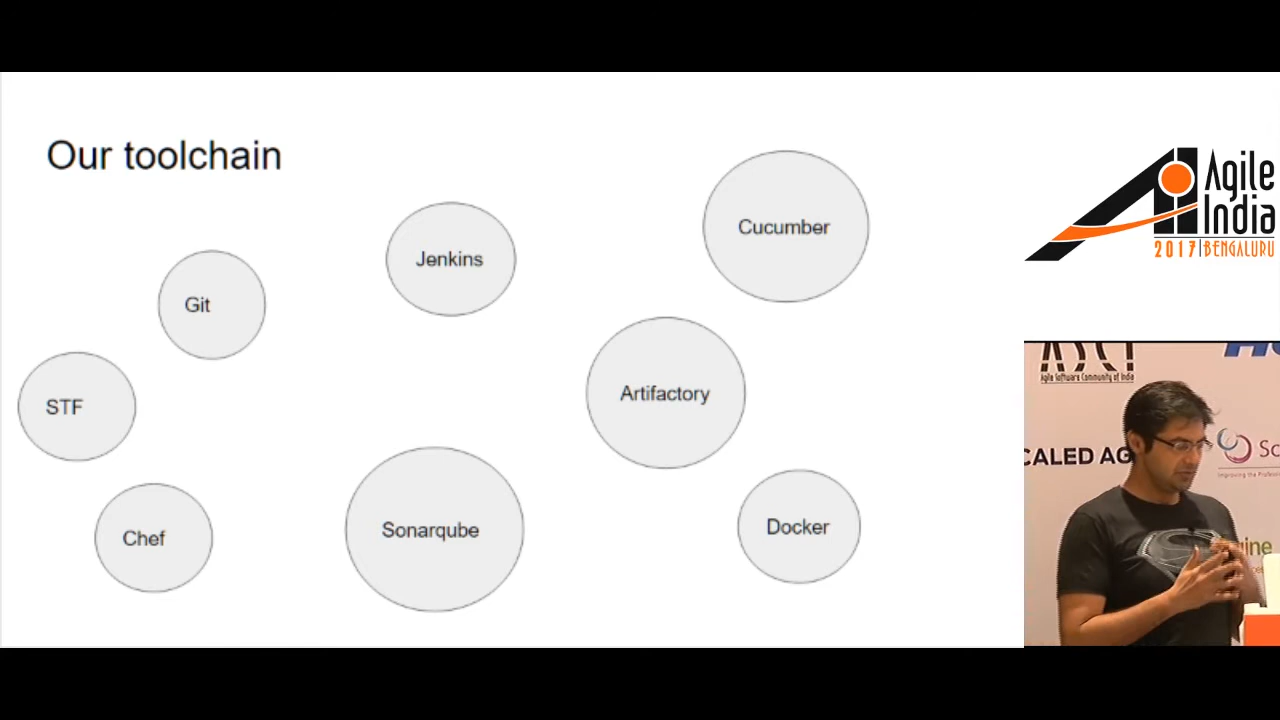 Our toolchain
Cucumber
Jenkins
Git
Artifactory
STF
Sonarqube
Docker
Chef
Agile
India
2017 | BENGALURU
Agile Software Community of India
CALED AG
Sc